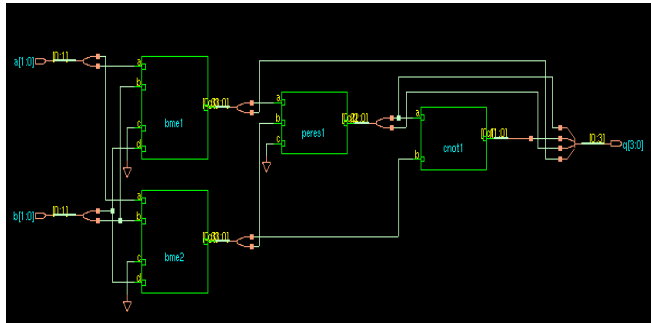 a[1:0] [0:1]
a
b
c
d
bme1
a
b
c
peres1
a
b
cnot1
[0:3] q[3:0]
b[1:0] [0:1]
a
b
c
d
bme2